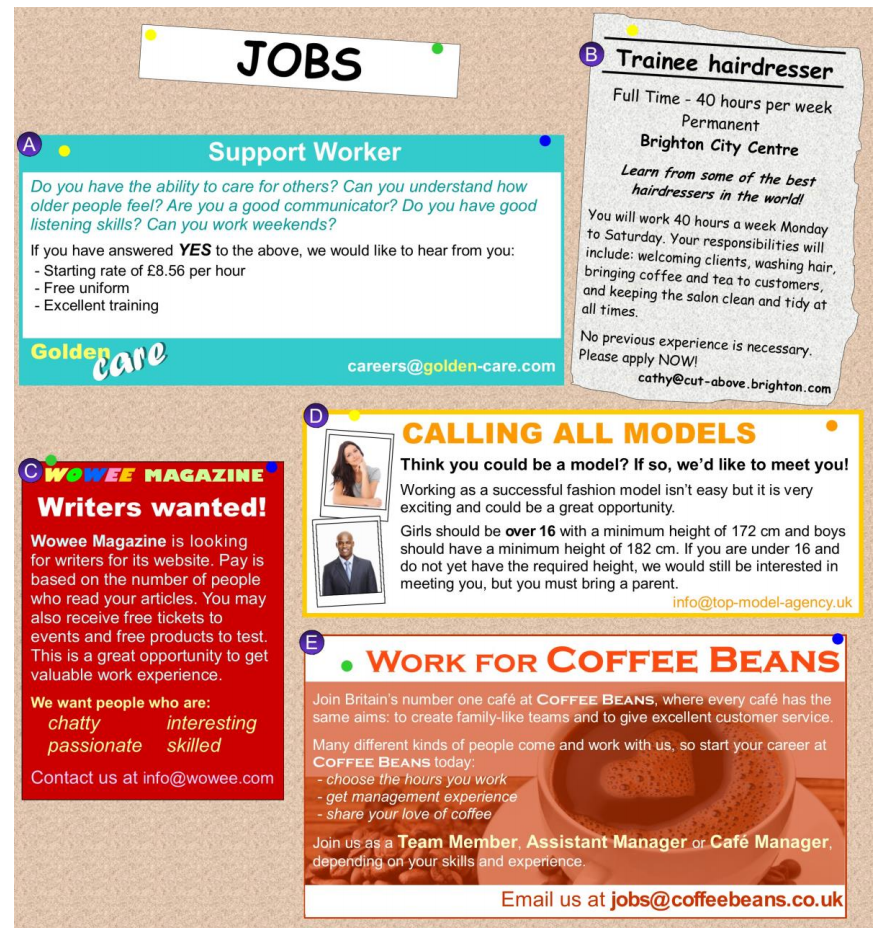 JOBS
A
Support Worker
Do you have the ability to care for others? Can you understand how
older people feel? Are you a good communicator? Do you have good
listening skills? Can you work weekends?
If you have answered YES to the above, we would like to hear from you:
- Starting rate of £8.56 per hour
- Free uniform
- Excellent training
Golden care
careers@golden-care.com
B
Trainee hairdresser
Full Time - 40 hours per week
Permanent
Brighton City Centre
Learn from some of the best
hairdressers in the world!
You will work 40 hours a week Monday
to Saturday. Your responsibilities will
include: welcoming clients, washing hair,
bringing coffee and tea to customers,
and keeping the salon clean and tidy at
all times.
No previous experience is necessary.
Please apply NOW!
cathy@cut-above.brighton.com
C
WOWEE MAGAZINE
Writers wanted!
Wowee Magazine is looking
for writers for its website. Pay is
based on the number of people
who read your articles. You may
also receive free tickets to
events and free products to test.
This is a great opportunity to get
valuable work experience.
We want people who are:
chatty interesting
passionate skilled
Contact us at info@wowee.com
D
CALLING ALL MODELS
Think you could be a model? If so, we'd like to meet you!
Working as a successful fashion model isn't easy but it is very
exciting and could be a great opportunity.
Girls should be over 16 with a minimum height of 172 cm and boys
should have a minimum height of 182 cm. If you are under 16 and
do not yet have the required height, we would still be interested in
meeting you, but you must bring a parent.
info@top-model-agency.uk
E
WORK FOR COFFEE BEANS
Join Britain's number one café at COFFEE BEANS, where every café has the
same aims: to create family-like teams and to give excellent customer service.
Many different kinds of people come and work with us, so start your career at
COFFEE BEANS today:
- choose the hours you work
- get management experience
- share your love of coffee
Join us as a Team Member, Assistant Manager or Café Manager,
depending on your skills and experience.
Email us at jobs@coffeebeans.co.uk